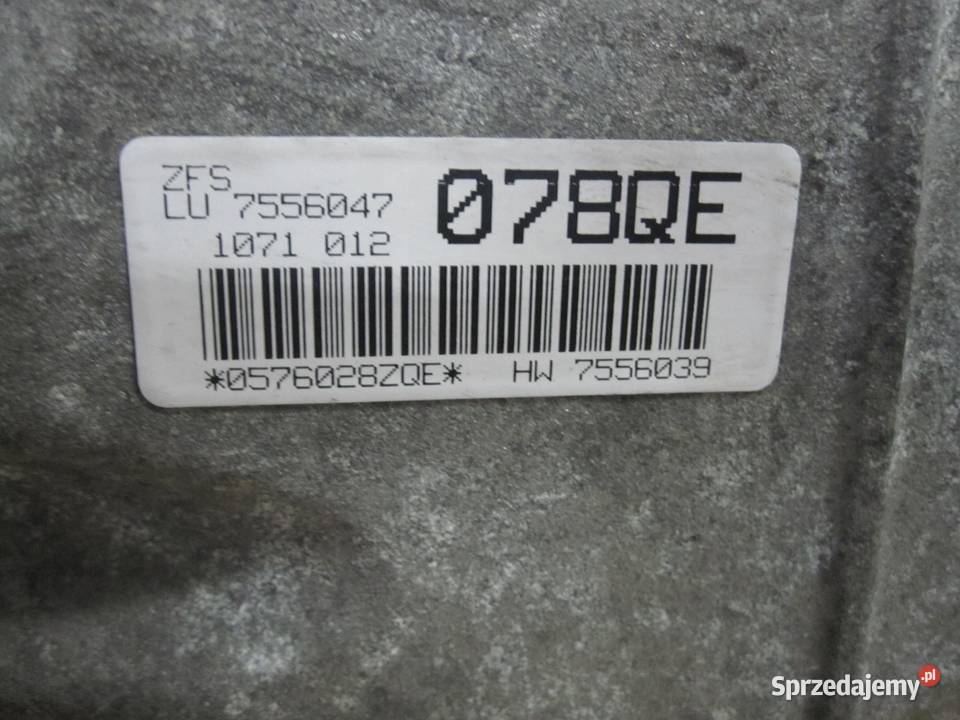 ZFS
LU 7556047
078QE
1071 012
*0576028ZQE* HW 7556039
Sprzedajemy.pl